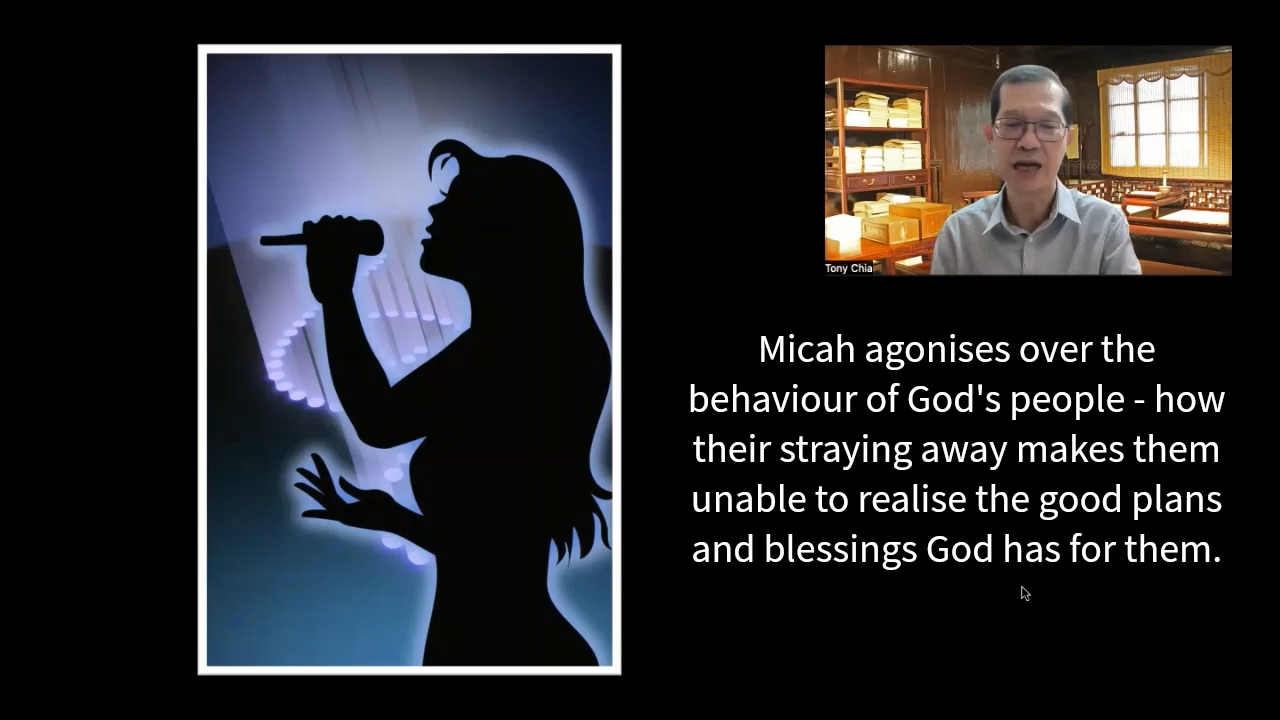 Tony Chia
Micah agonises over the
behaviour of God's people - how
their straying away makes them
unable to realise the good plans
and blessings God has for them.